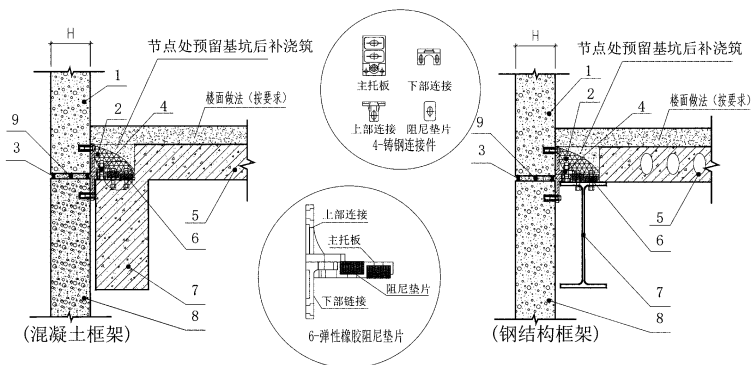 H
节点处预留基坑后补浇筑
1
2
4
楼面做法(按要求)
9
3
5
6
7
8
(混凝土框架)
主托板
下部连接
上部连接
阻尼垫片
4-铸钢连接件
上部连接
主托板
阻尼垫片
下部链接
6-弹性橡胶阻尼垫片
H
节点处预留基坑后补浇筑
1
2
4
楼面做法(按要求)
9
3
5
6
7
8
(钢结构框架)